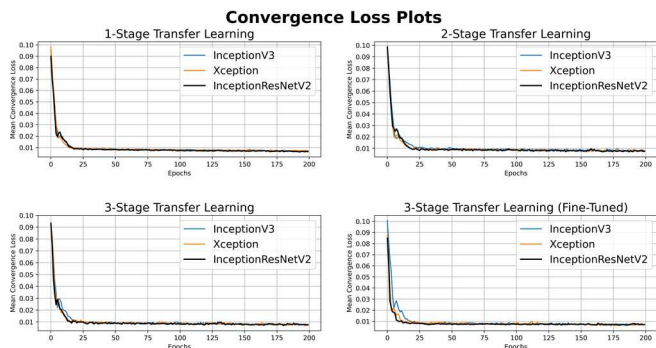 Convergence Loss Plots
1-Stage Transfer Learning
Mean Convergence Loss
0.10
0.09
0.08
0.07
0.06
0.05
0.04
0.03
0.02
0.01
InceptionV3
Xception
InceptionResNetV2
0 25 50 75 100 125 150 175 200
Epochs
2-Stage Transfer Learning
Mean Convergence Loss
0.10
0.09
0.08
0.07
0.06
0.05
0.04
0.03
0.02
0.01
InceptionV3
Xception
InceptionResNetV2
0 25 50 75 100 125 150 175 200
Epochs
3-Stage Transfer Learning
Mean Convergence Loss
0.09
0.08
0.07
0.06
0.05
0.04
0.03
0.02
0.01
InceptionV3
Xception
InceptionResNetV2
0 25 50 75 100 125 150 175 200
Epochs
3-Stage Transfer Learning (Fine-Tuned)
Mean Convergence Loss
0.10
0.09
0.08
0.07
0.06
0.05
0.04
0.03
0.02
0.01
InceptionV3
Xception
InceptionResNetV2
0 25 50 75 100 125 150 175 200
Epochs